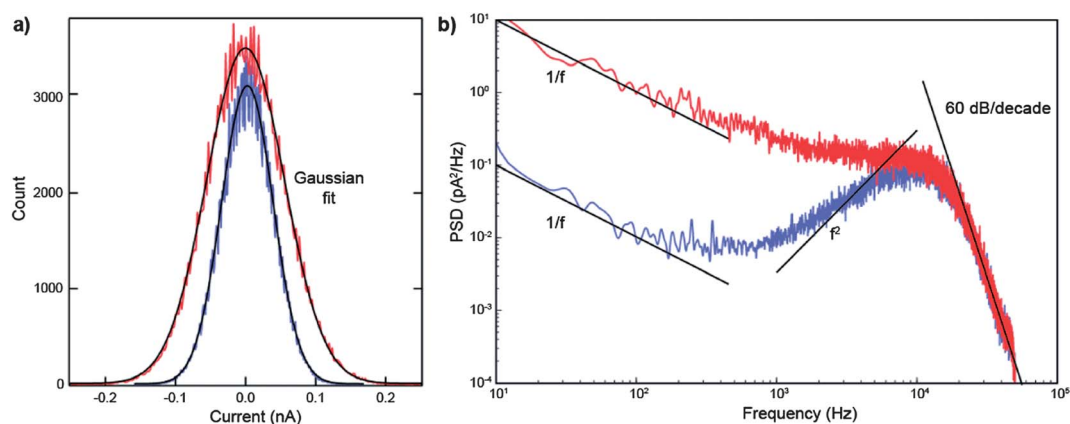 a)
Count
3000
2000
1000
0
Gaussian
fit
-0.2
-0.1
0.0
0.1
0.2
Current (nA)
b)
PSD (pA²/Hz)
10¹
10⁰
10⁻¹
10⁻²
10⁻³
10⁻⁴
1/f
1/f
f²
60 dB/decade
10¹
10²
10³
10⁴
10⁵
Frequency (Hz)